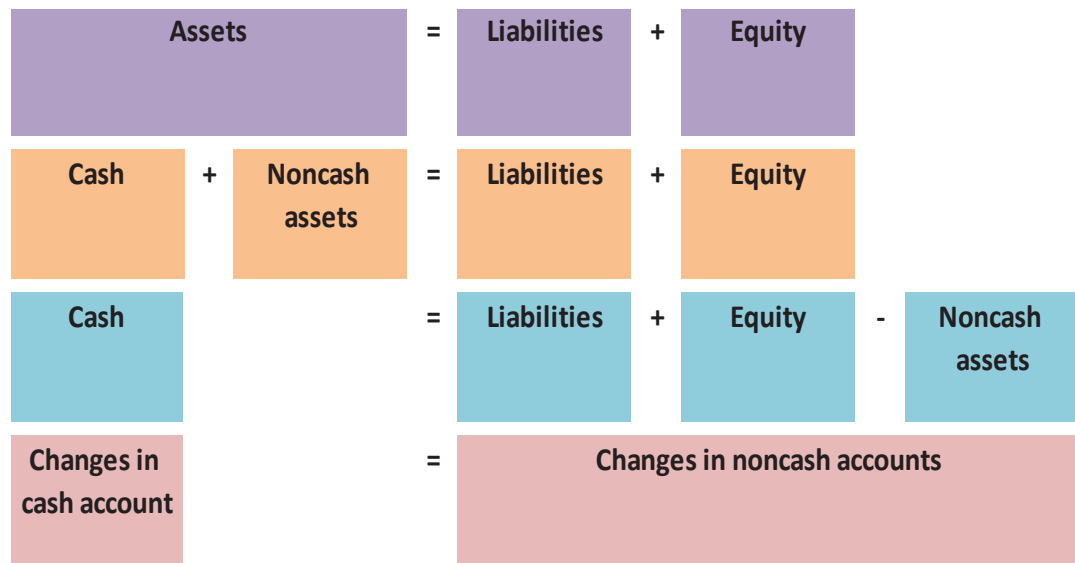 Assets = Liabilities + Equity
Cash + Noncash assets = Liabilities + Equity
Cash = Liabilities + Equity - Noncash assets
Changes in cash account = Changes in noncash accounts